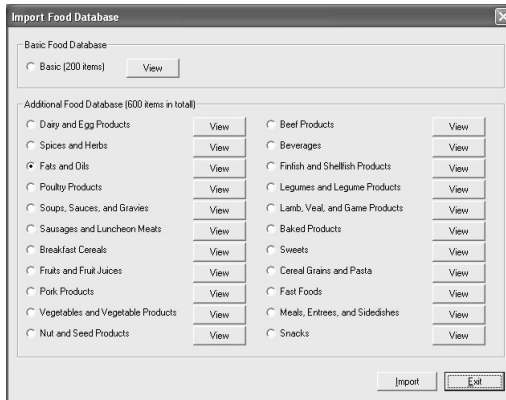 Import Food Database
Basic Food Database
Basic (200 items) View
Additional Food Database (600 items in totall)
Dairy and Egg Products View Beef Products View
Spices and Herbs View Beverages View
Fats and Oils View Finfish and Shellfish Products View
Poultry Products View Legumes and Legume Products View
Soups, Sauces, and Gravies View Lamb, Veal, and Game Products View
Sausages and Luncheon Meats View Baked Products View
Breakfast Cereals View Sweets View
Fruits and Fruit Juices View Cereal Grains and Pasta View
Pork Products View Fast Foods View
Vegetables and Vegetable Products View Meals, Entrees, and Sidedishes View
Nut and Seed Products View Snacks View
Import Exit